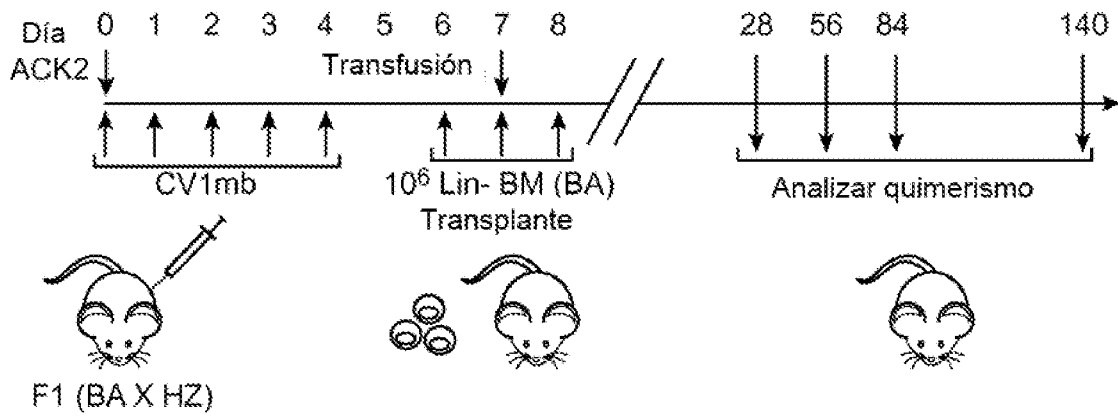 Día 0 1 2 3 4 5 6 7 8 28 56 84 140
ACK2 Transfusión
CV1mb 10⁶ Lin- BM (BA) Analizar quimerismo
Transplante
F1 (BA X HZ)